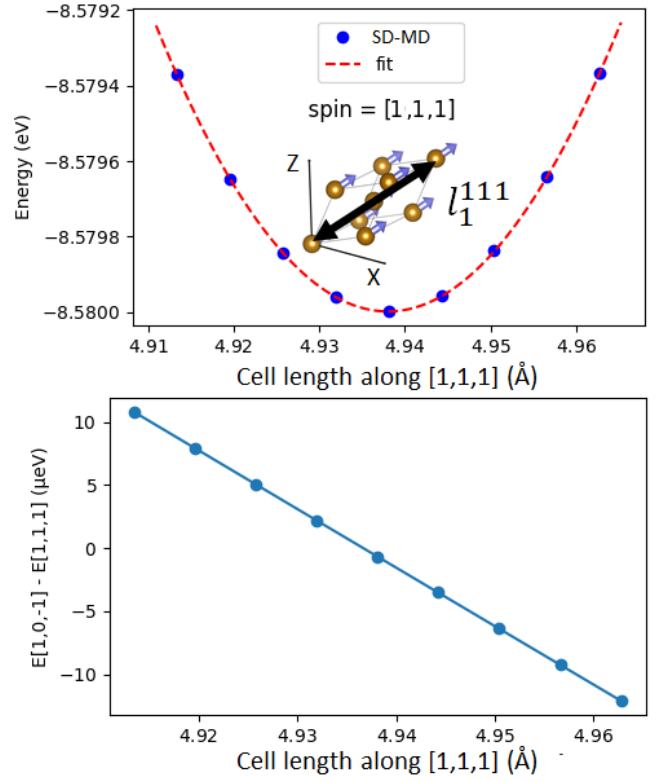 -8.5792
-8.5794
-8.5796
-8.5798
-8.5800
Energy (eV)
SD-MD
fit
spin = [1,1,1]
Z
X
l₁¹¹¹
4.91 4.92 4.93 4.94 4.95 4.96
Cell length along [1,1,1] (Å)
10
5
0
−5
−10
E[1,0,-1] - E[1,1,1] (μeV)
4.92 4.93 4.94 4.95 4.96
Cell length along [1,1,1] (Å)